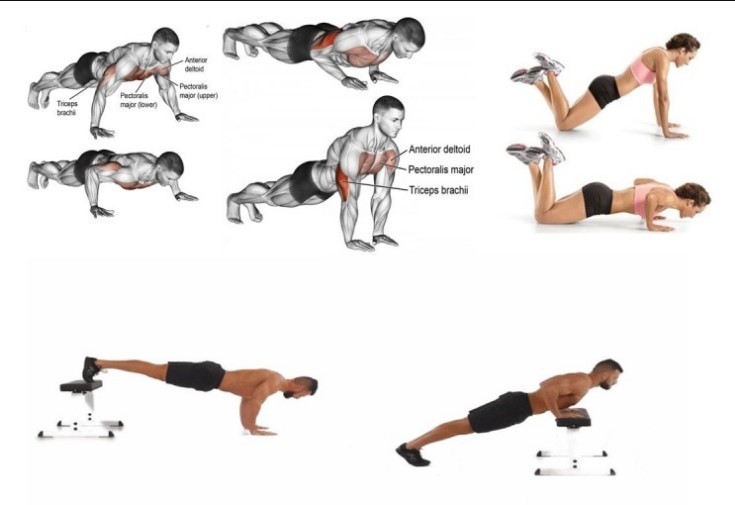 Anterior
deltoid
Pectoralis
major (upper)
Pectoralis
major (lower)
Triceps
brachii
Anterior deltoid
Pectoralis major
Triceps brachii